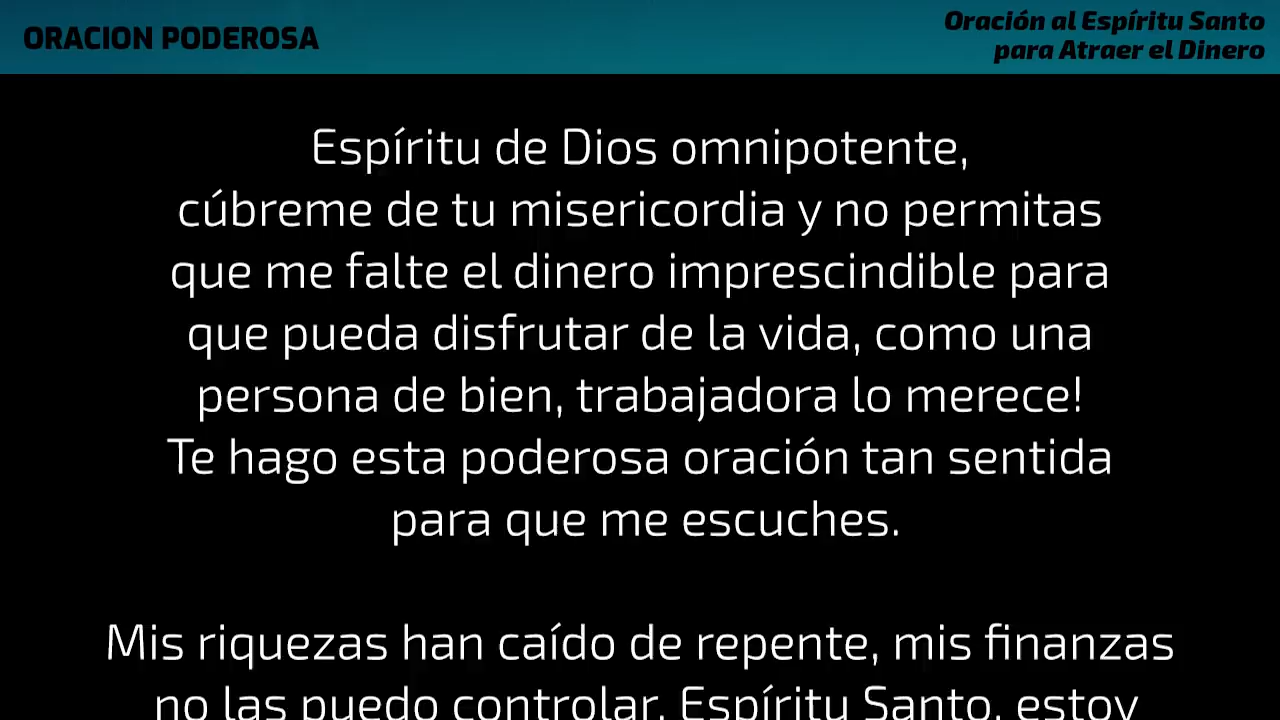 ORACION PODEROSA
Oración al Espíritu Santo
para Atraer el Dinero
Espíritu de Dios omnipotente,
cúbreme de tu misericordia y no permitas
que me falte el dinero imprescindible para
que pueda disfrutar de la vida, como una
persona de bien, trabajadora lo merece!
Te hago esta poderosa oración tan sentida
para que me escuches.
Mis riquezas han caído de repente, mis finanzas
no las puedo controlar, Espíritu Santo, estoy